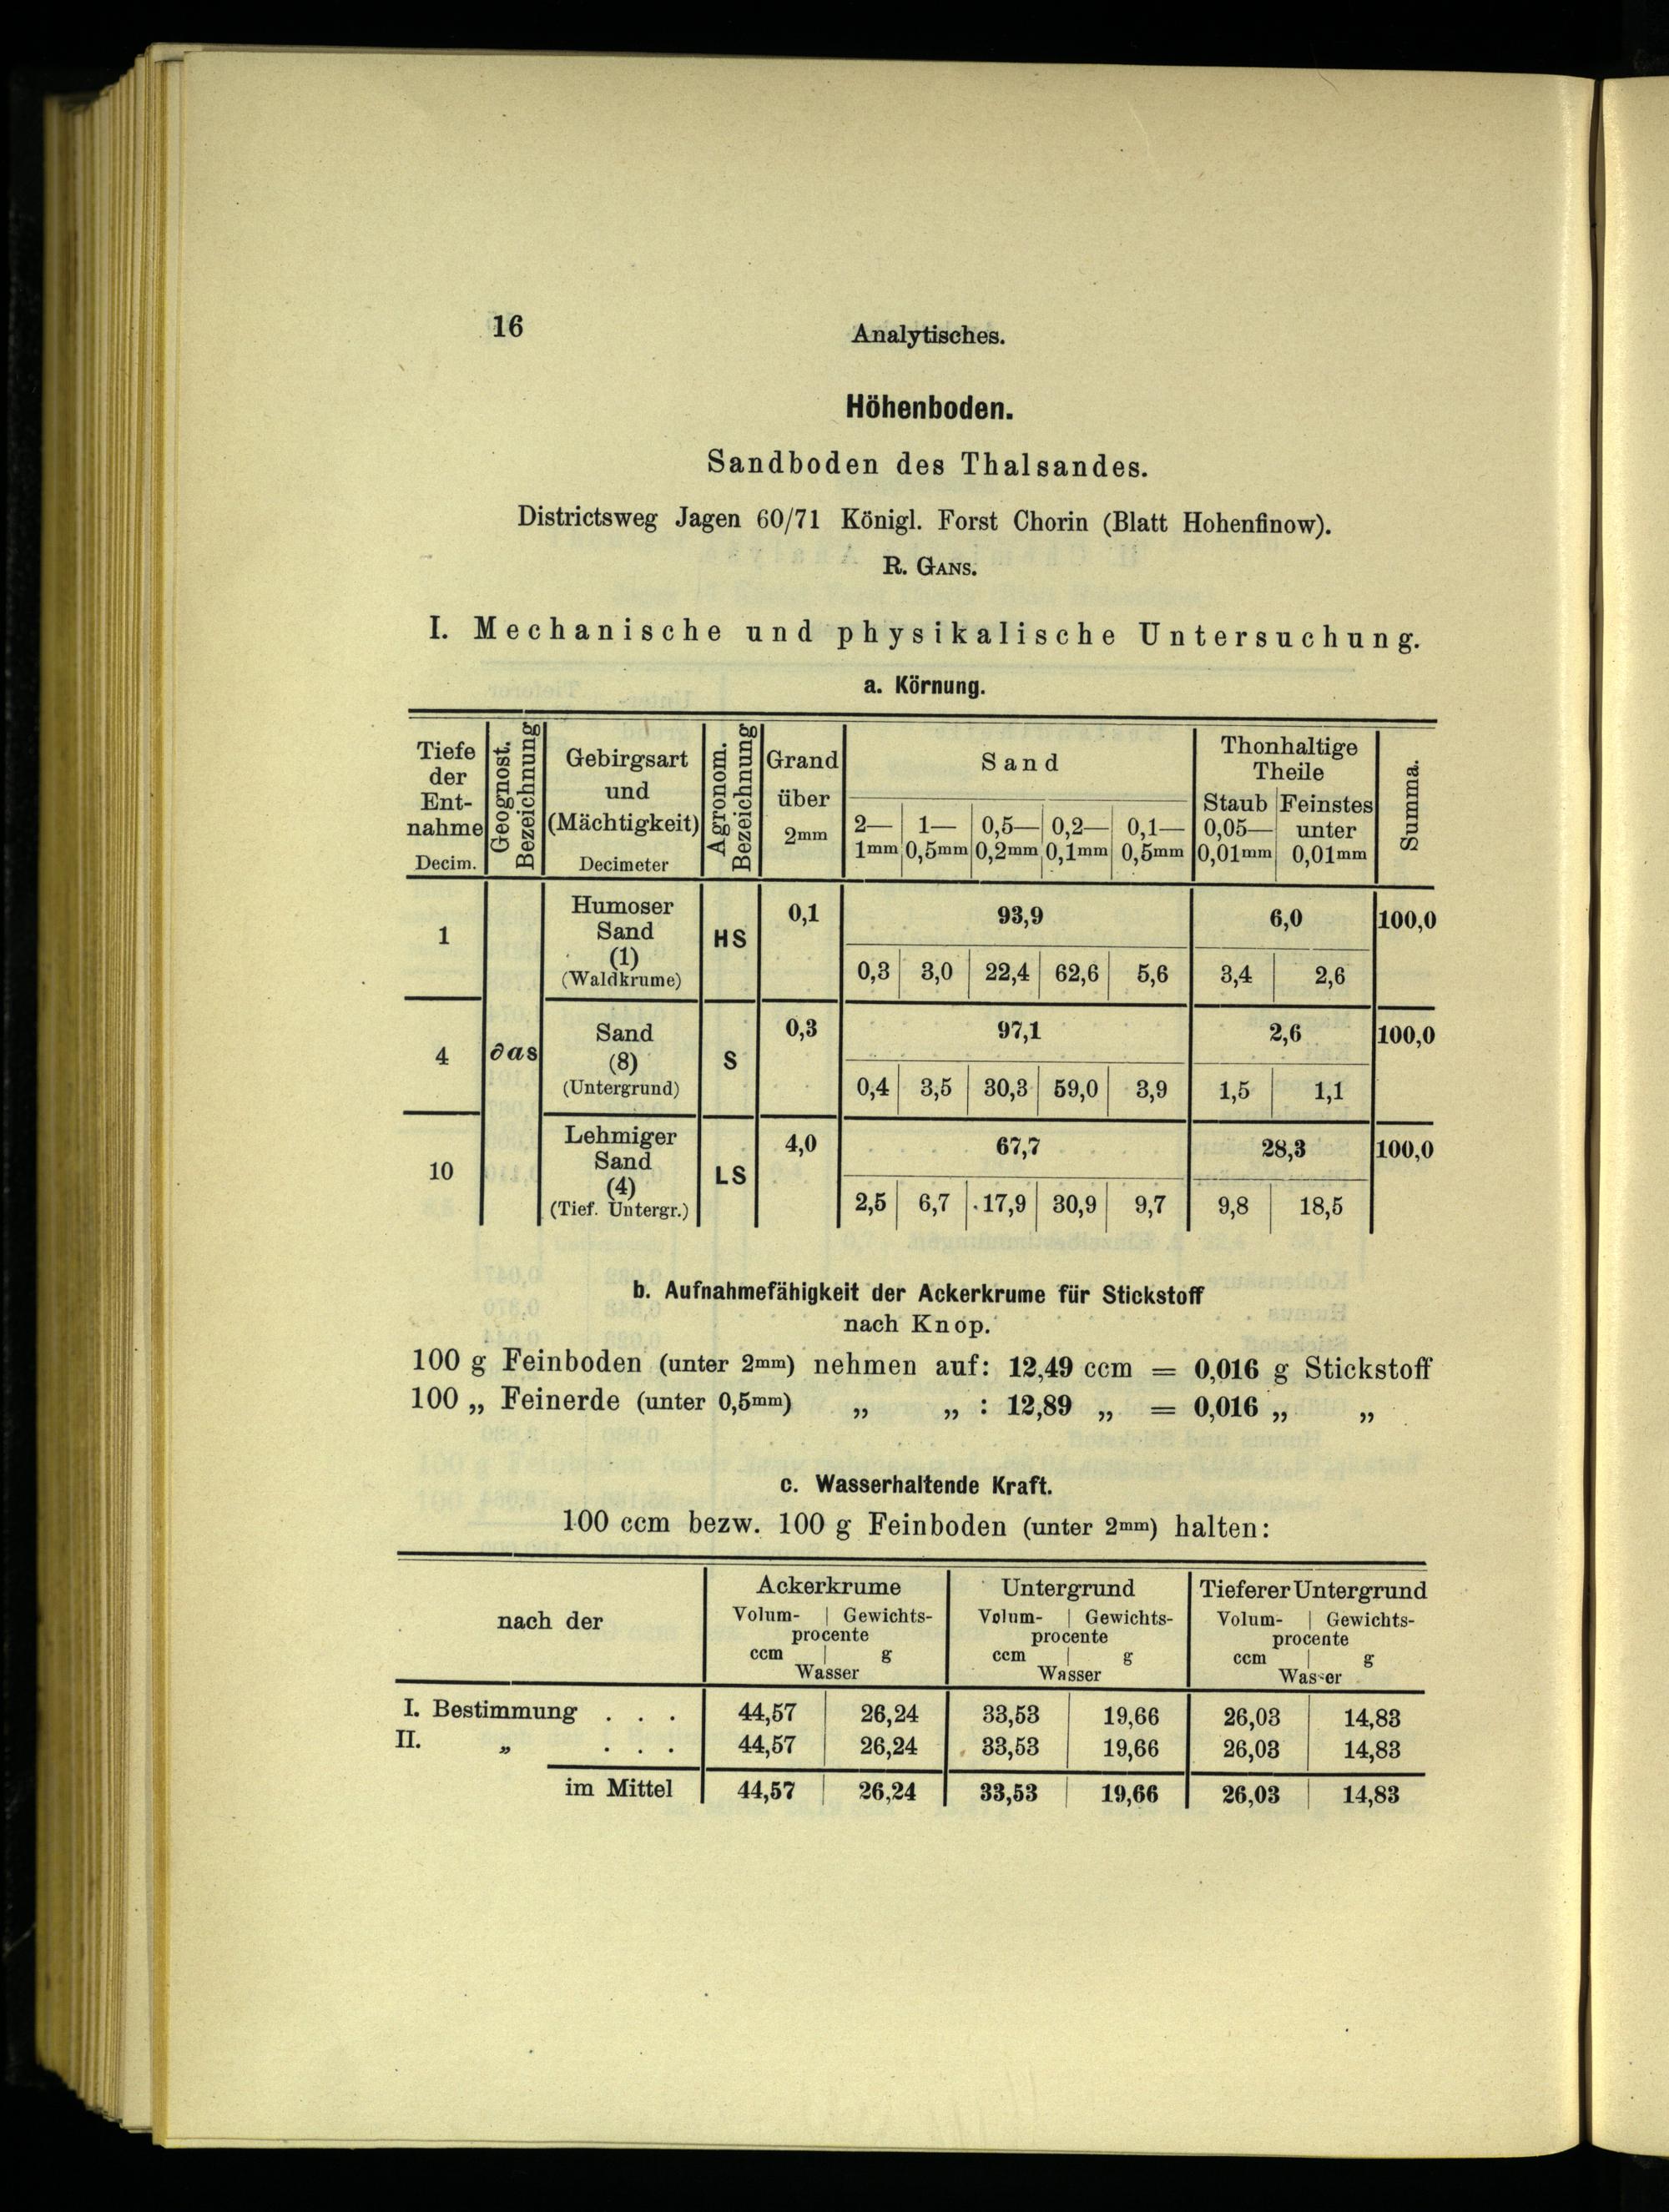 16
Analytisches.
Höhenboden.
Sandboden des Thalsandes.
Districtsweg Jagen 60/71 Königl. Forst Chorin (Blatt Hohenfinow).
R. GANS.
I. Mechanische und physikalische Untersuchung.
a. Körnung.
Tiefe der Ent- nahme Decim. | Geognost. Bezeichnung | Gebirgsart und (Mächtigkeit) Decimeter | Agronom. Bezeichnung | Grand über 2mm | Sand | Thonhaltige Theile | Summa.
2— 1mm | 1— 0,5mm | 0,5— 0,2mm | 0,2— 0,1mm | 0,1— 0,5mm | Staub 0,05— 0,01mm | Feinstes unter 0,01mm
1 | Humoser Sand (1) (Waldkrume) | HS | 0,1 | 93,9 | 6,0 | 100,0
0,3 | 3,0 | 22,4 | 62,6 | 5,6 | 3,4 | 2,6
4 | ∂as | Sand (8) (Untergrund) | S | 0,3 | 97,1 | 2,6 | 100,0
0,4 | 3,5 | 30,3 | 59,0 | 3,9 | 1,5 | 1,1
10 | Lehmiger Sand (4) (Tief. Untergr.) | LS | 4,0 | 67,7 | 28,3 | 100,0
2,5 | 6,7 | 17,9 | 30,9 | 9,7 | 9,8 | 18,5
b. Aufnahmefähigkeit der Ackerkrume für Stickstoff
nach Knop.
100 g Feinboden (unter 2mm) nehmen auf: 12,49 ccm = 0,016 g Stickstoff
100 „ Feinerde (unter 0,5mm) „ „ : 12,89 „ = 0,016 „ „
c. Wasserhaltende Kraft.
100 ccm bezw. 100 g Feinboden (unter 2mm) halten:
nach der | Ackerkrume | Untergrund | Tieferer Untergrund
Volum- | Gewichts- | Volum- | Gewichts- | Volum- | Gewichts-
procente | procente | procente
ccm | g | ccm | g | ccm | g
Wasser | Wasser | Wasser
I. Bestimmung . . . | 44,57 | 26,24 | 33,53 | 19,66 | 26,03 | 14,83
II. „ . . . | 44,57 | 26,24 | 33,53 | 19,66 | 26,03 | 14,83
im Mittel | 44,57 | 26,24 | 33,53 | 19,66 | 26,03 | 14,83